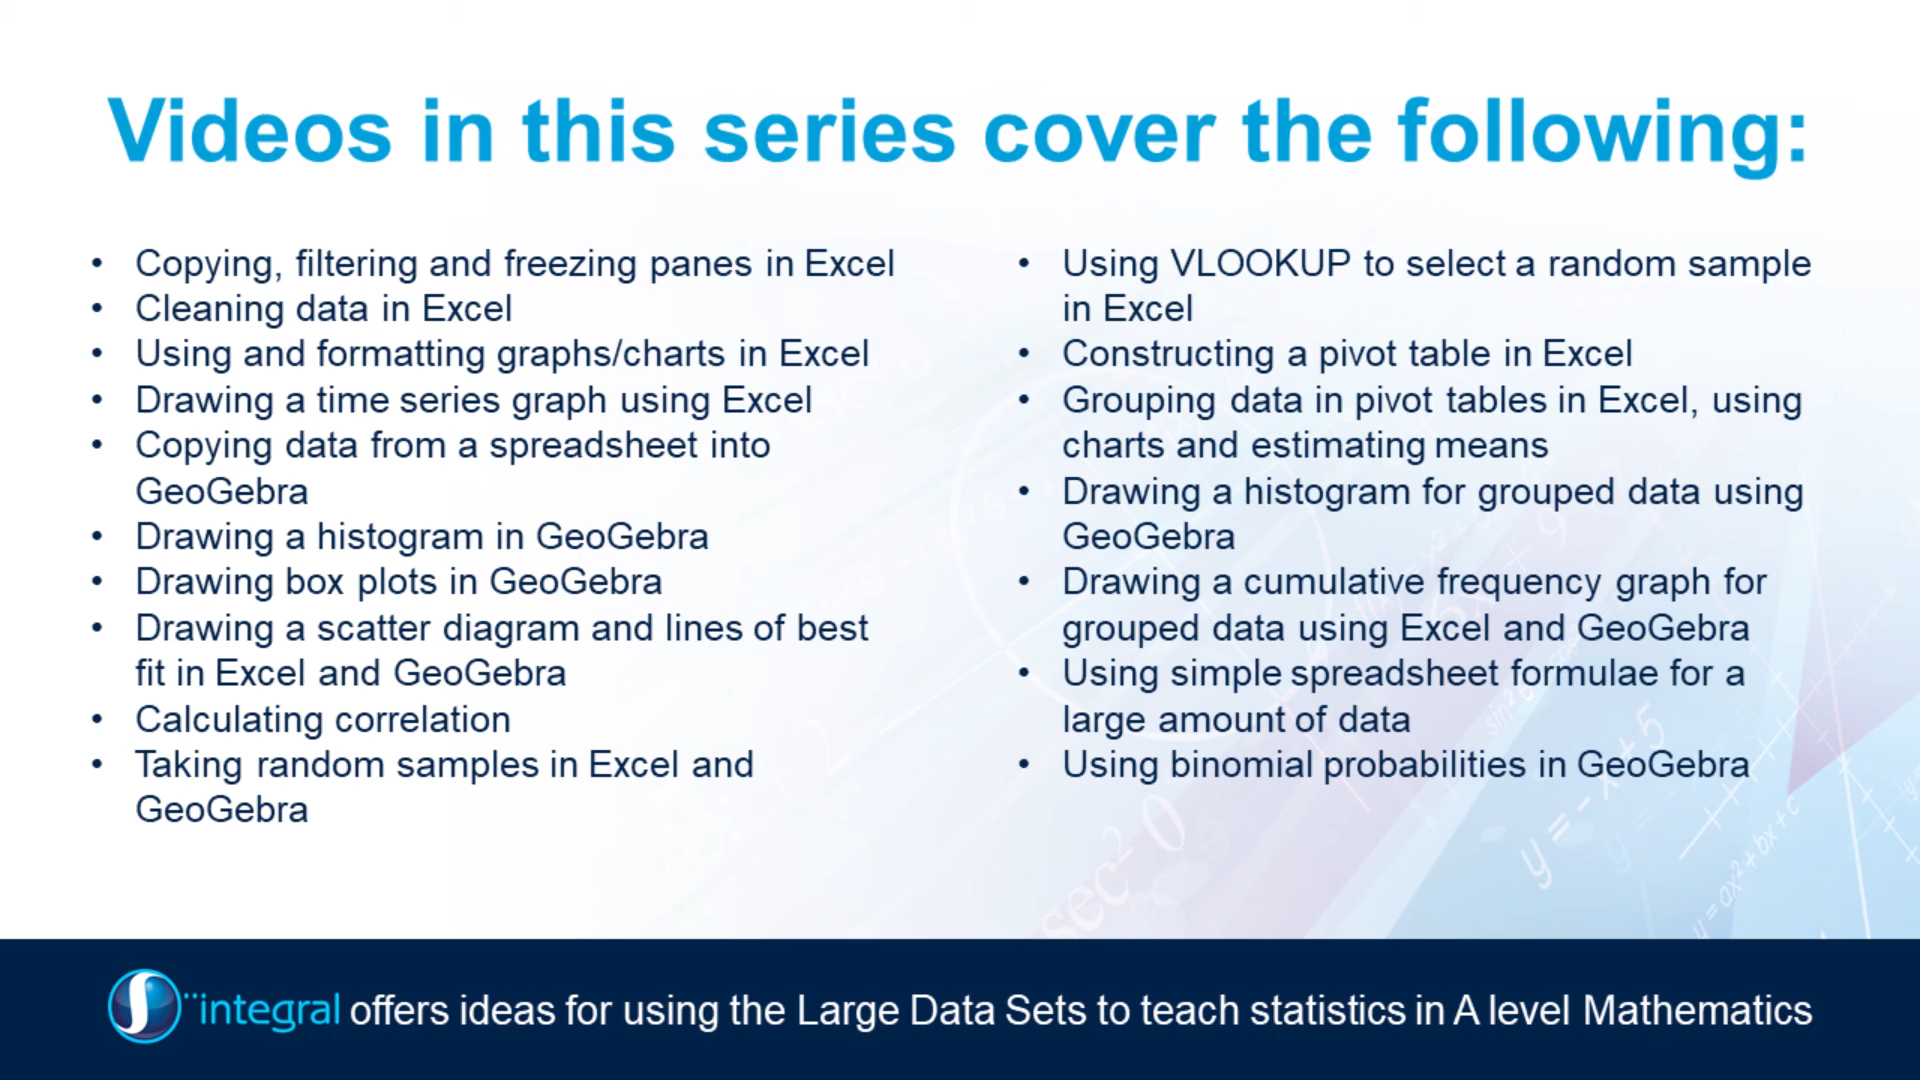 Videos in this series cover the following:
• Copying, filtering and freezing panes in Excel
• Cleaning data in Excel
• Using and formatting graphs/charts in Excel
• Drawing a time series graph using Excel
• Copying data from a spreadsheet into
GeoGebra
• Drawing a histogram in GeoGebra
• Drawing box plots in GeoGebra
• Drawing a scatter diagram and lines of best
fit in Excel and GeoGebra
• Calculating correlation
• Taking random samples in Excel and
GeoGebra
• Using VLOOKUP to select a random sample
in Excel
• Constructing a pivot table in Excel
• Grouping data in pivot tables in Excel, using
charts and estimating means
• Drawing a histogram for grouped data using
GeoGebra
• Drawing a cumulative frequency graph for
grouped data using Excel and GeoGebra
• Using simple spreadsheet formulae for a
large amount of data
• Using binomial probabilities in GeoGebra
sec² θ
y = -x + 5
y = ax² + bx + c
integral offers ideas for using the Large Data Sets to teach statistics in A level Mathematics